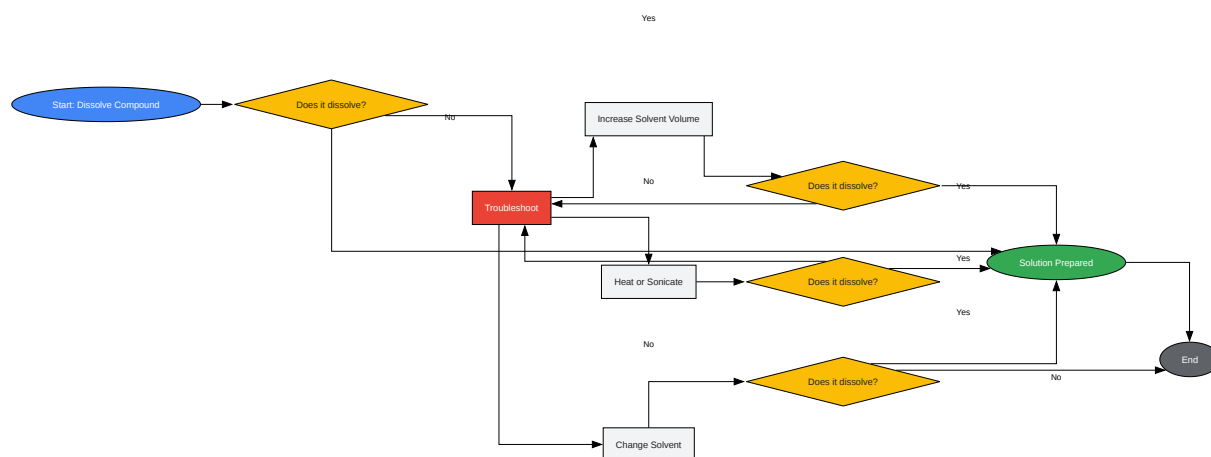 Yes
Start: Dissolve Compound
Does it dissolve?
No
Increase Solvent Volume
No
Does it dissolve?
Yes
Troubleshoot
Yes
Solution Prepared
Heat or Sonicate
Does it dissolve?
Yes
No
Does it dissolve?
No
End
Change Solvent